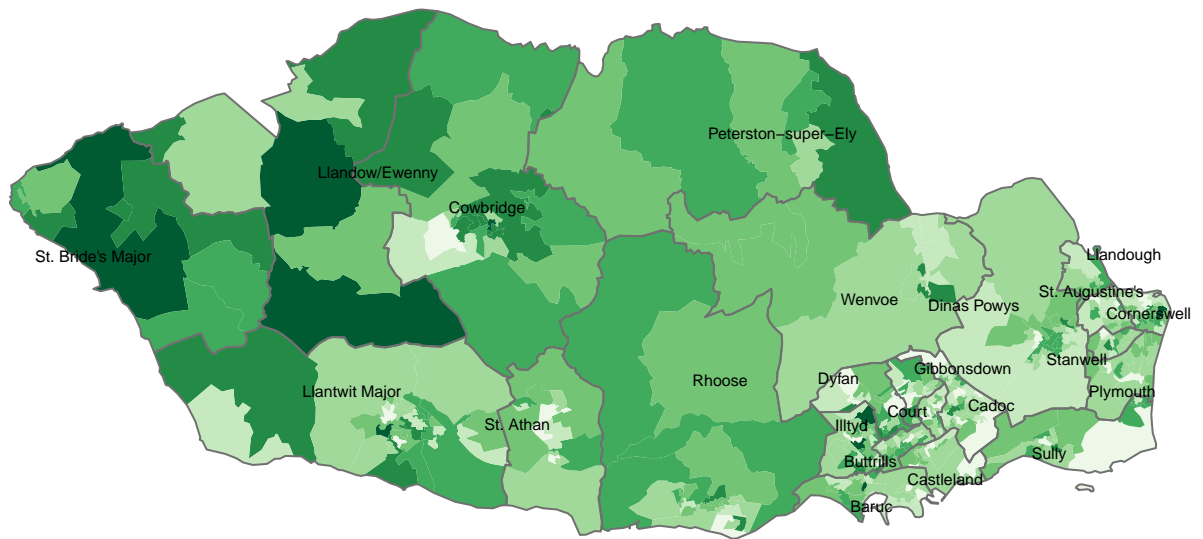 Peterston−super−Ely
Llandow/Ewenny
Cowbridge
St. Bride's Major
Llandough
St. Augustine's
Wenvoe
Dinas Powys
Cornerswell
Stanwell
Gibbonsdown
Dyfan
Rhoose
Llantwit Major
Plymouth
Cadoc
Court
St. Athan
Illtyd
Sully
Buttrills
Castleland
Baruc